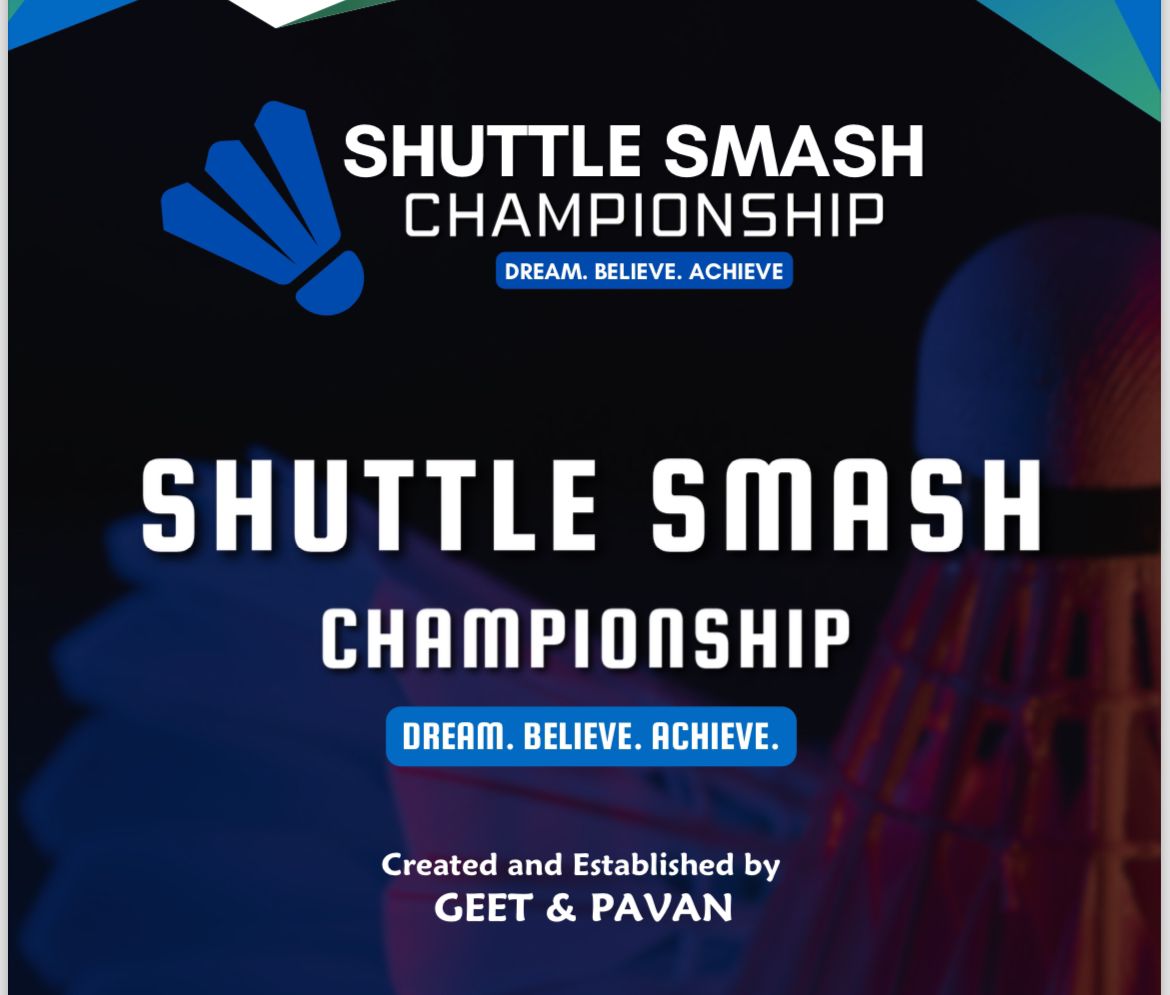 SHUTTLE SMASH
CHAMPIONSHIP
DREAM. BELIEVE. ACHIEVE
SHUTTLE SMASH
CHAMPIONSHIP
DREAM. BELIEVE. ACHIEVE.
Created and Established by
GEET & PAVAN